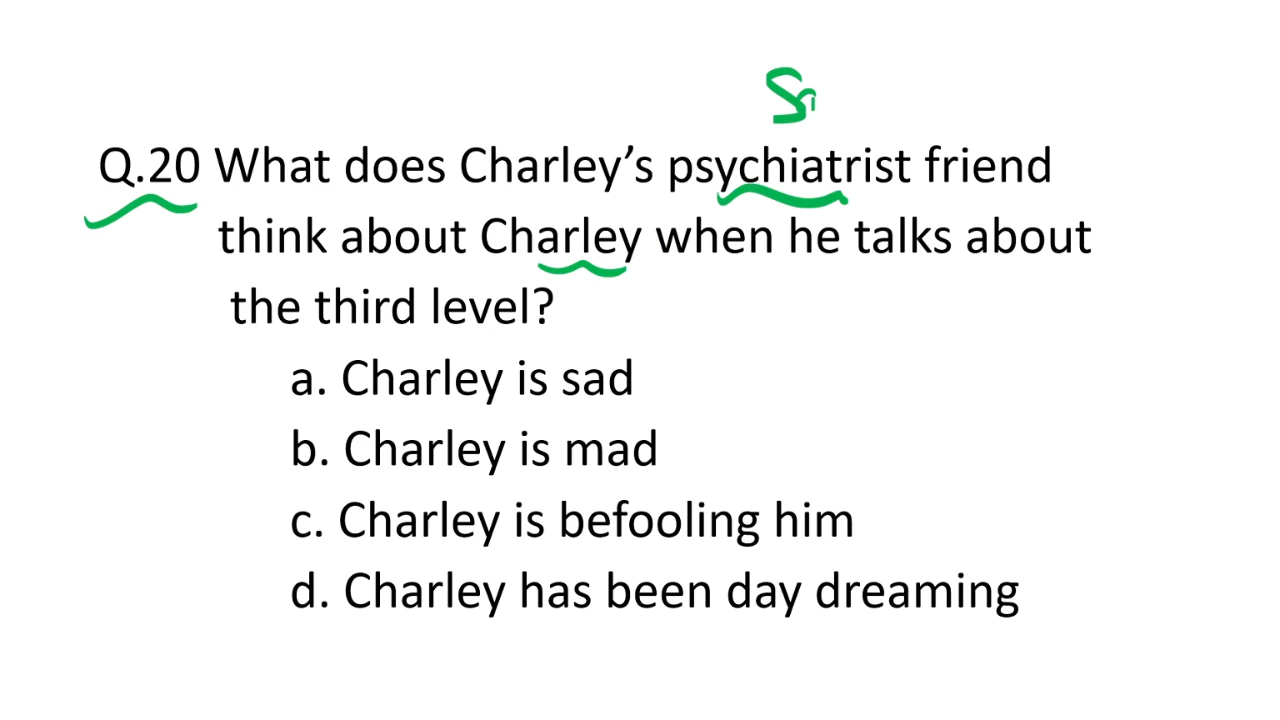 Q.20 What does Charley’s psychiatrist friend
think about Charley when he talks about
the third level?
a. Charley is sad
b. Charley is mad
c. Charley is befooling him
d. Charley has been day dreaming